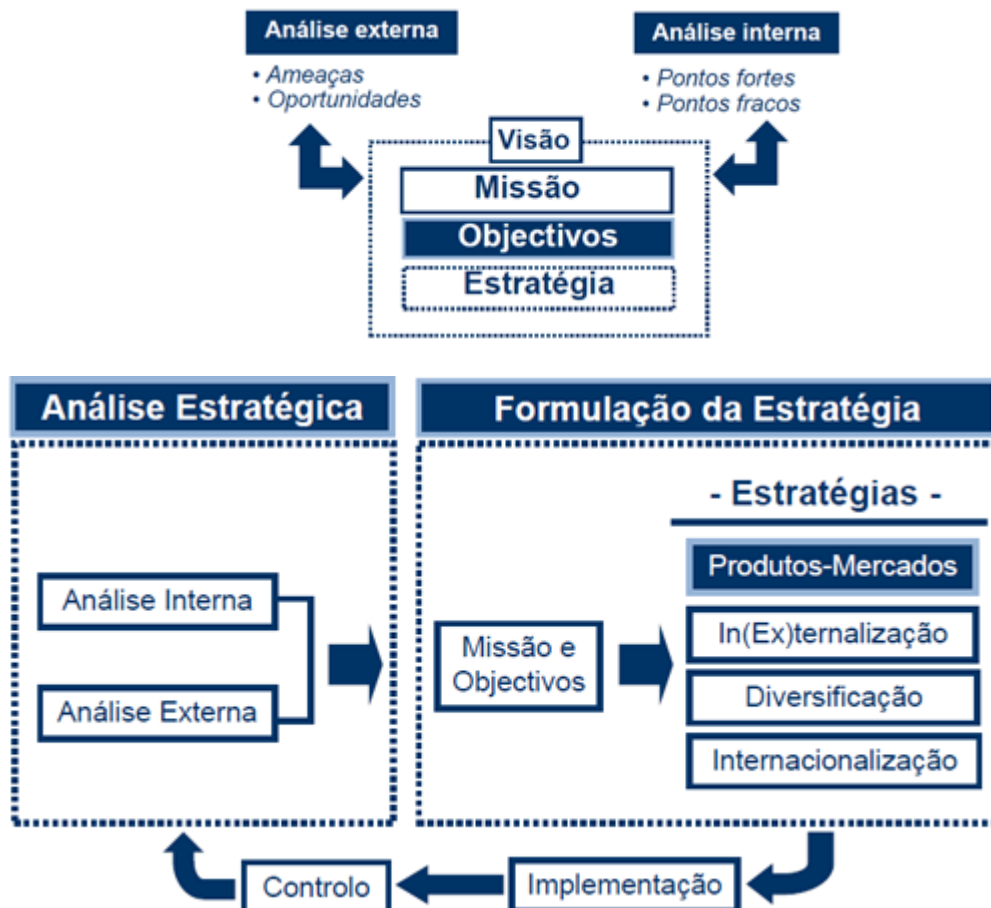 Análise externa
• Ameaças
• Oportunidades
Análise interna
• Pontos fortes
• Pontos fracos
Visão
Missão
Objectivos
Estratégia
Análise Estratégica
Análise Interna
Análise Externa
Formulação da Estratégia
Missão e
Objectivos
- Estratégias -
Produtos-Mercados
In(Ex)ternalização
Diversificação
Internacionalização
Controlo
Implementação